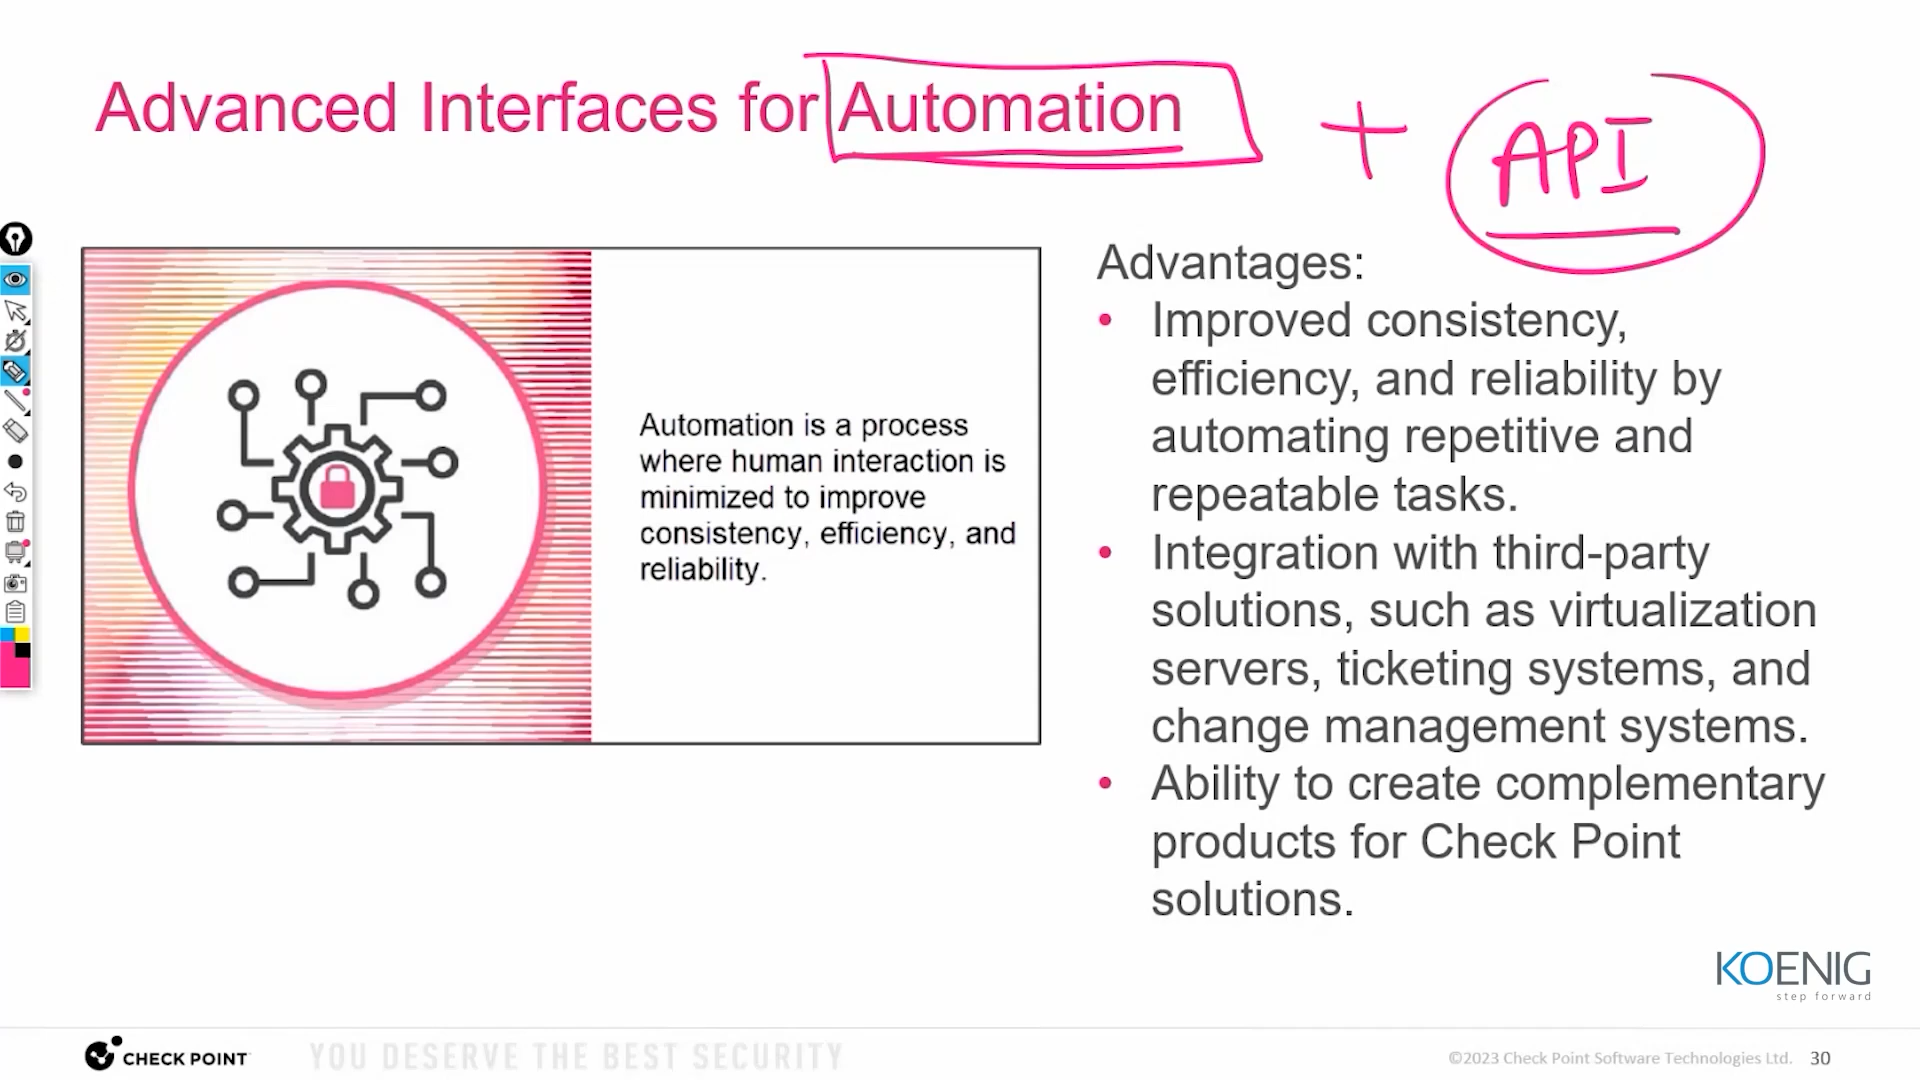 Advanced Interfaces for Automation + API
Automation is a process
where human interaction is
minimized to improve
consistency, efficiency, and
reliability.
Advantages:
• Improved consistency,
efficiency, and reliability by
automating repetitive and
repeatable tasks.
• Integration with third-party
solutions, such as virtualization
servers, ticketing systems, and
change management systems.
• Ability to create complementary
products for Check Point
solutions.
KOENIG
step forward
CHECK POINT
YOU DESERVE THE BEST SECURITY
©2023 Check Point Software Technologies Ltd. 30